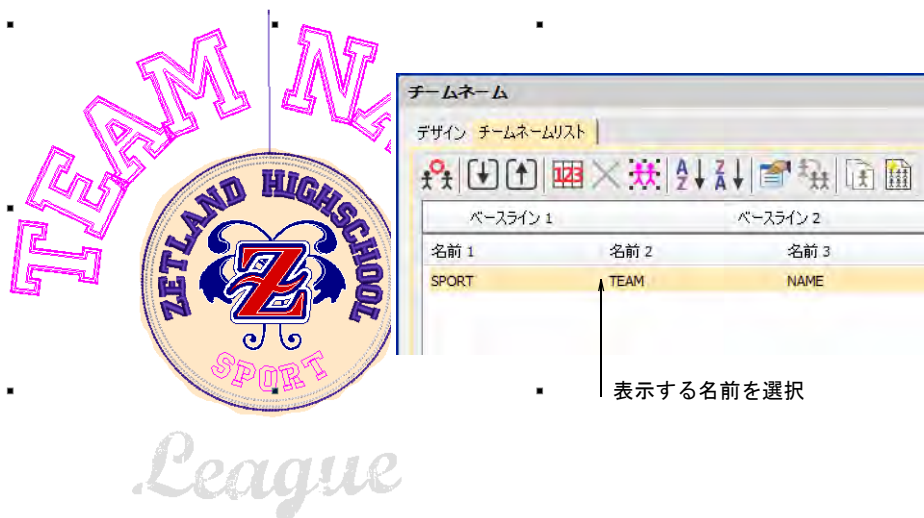 TEAM NA
ZETLAND HIGHSCHOOL
Z
SPORT
League
チームネーム
デザイン チームネームリスト
123
A Z Z A
ベースライン 1 ベースライン 2
名前 1 名前 2 名前 3
SPORT TEAM NAME
表示する名前を選択